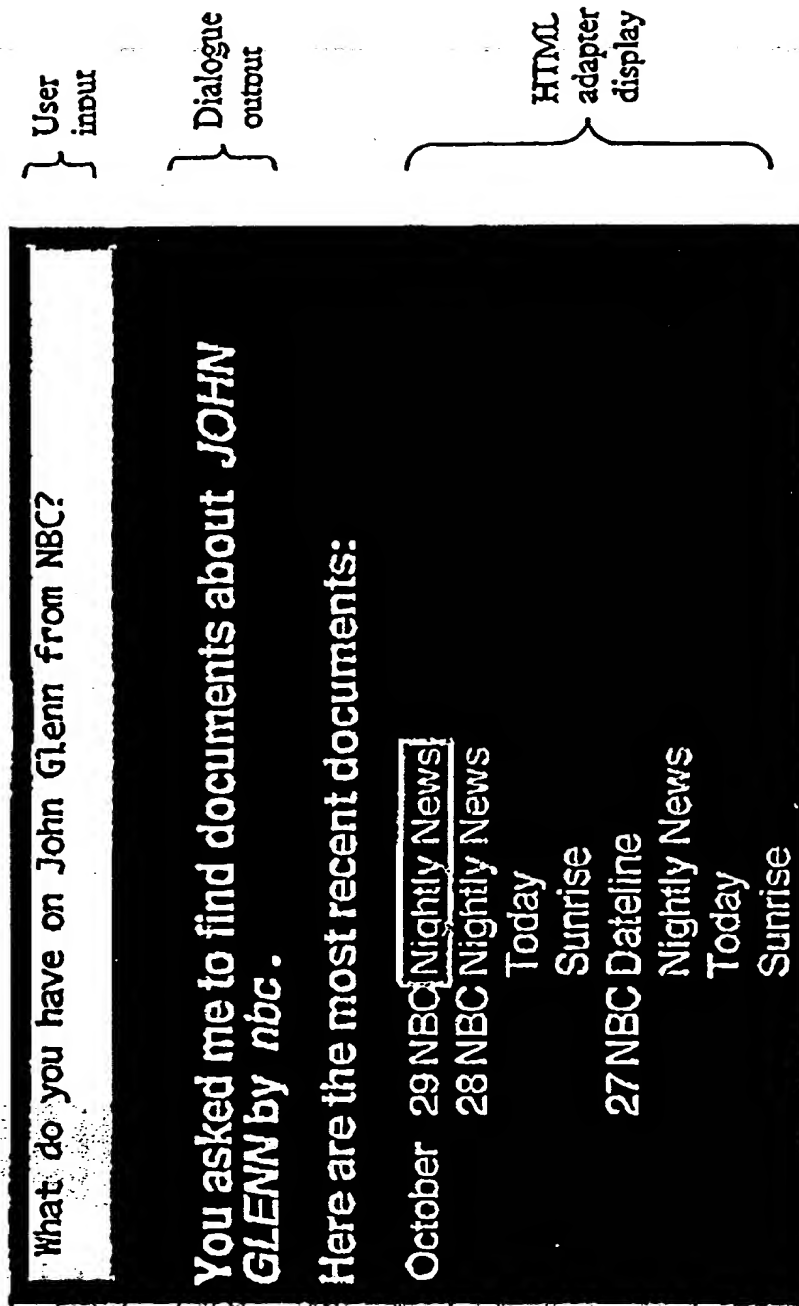 What do you have on John Glenn from NBC?
You asked me to find documents about JOHN
GLENN by nbc.
Here are the most recent documents:
October 29 NBC Nightly News
28 NBC Nightly News
Today
Sunrise
27 NBC Dateline
Nightly News
Today
Sunrise
User
input
Dialogue
output
HTML
adapter
display